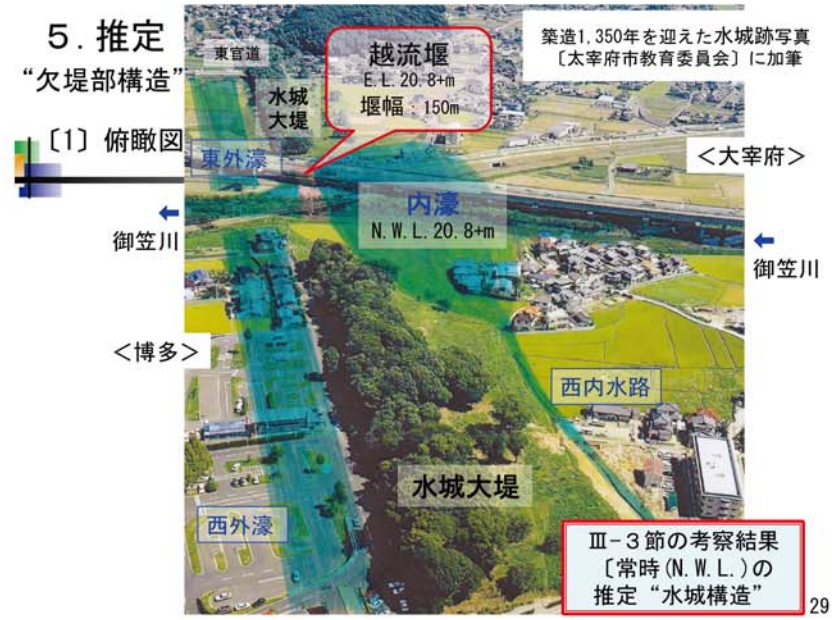 5．推定
“欠堤部構造”
〔1〕俯瞰図
東官道
水城
大堤
越流堰
E.L.20.8+m
堰幅：150m
築造1,350年を迎えた水城跡写真
〔太宰府市教育委員会〕に加筆
東外濠
＜大宰府＞
内濠
N.W.L.20.8+m
←
御笠川
←
御笠川
＜博多＞
西内水路
水城大堤
西外濠
Ⅲ-3節の考察結果
〔常時(N.W.L.)の
推定“水城構造”
29